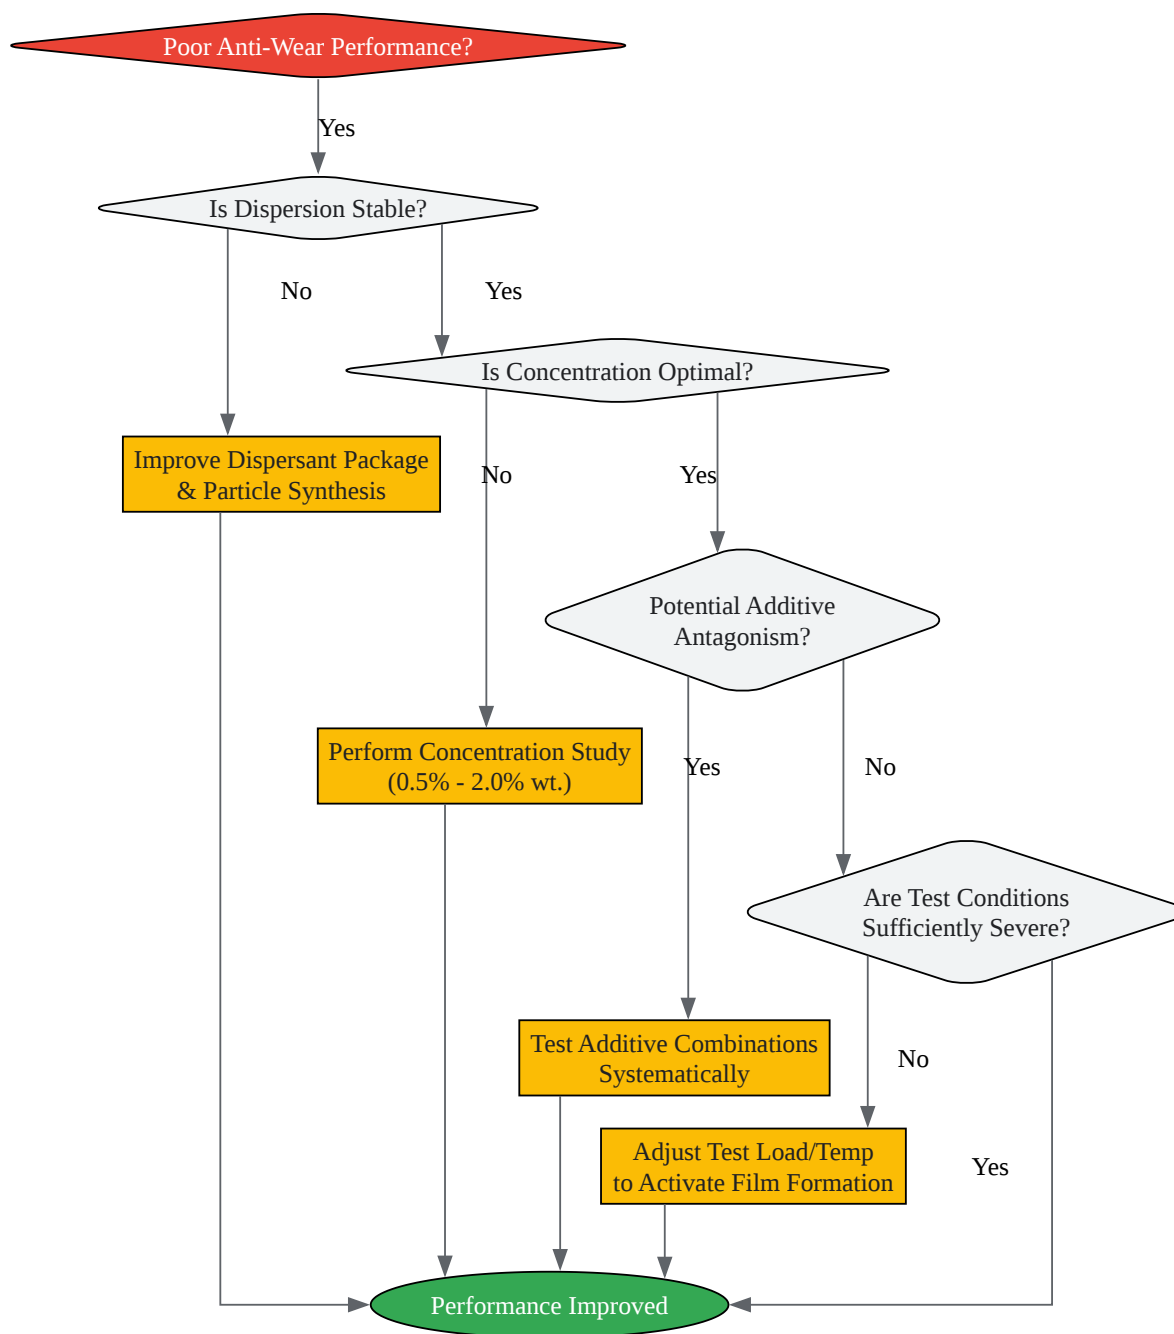 Poor Anti-Wear Performance?
Yes
Is Dispersion Stable?
No
Yes
Is Concentration Optimal?
Improve Dispersant Package
& Particle Synthesis
No
Yes
Potential Additive
Antagonism?
Perform Concentration Study
(0.5% - 2.0% wt.)
Yes
No
Are Test Conditions
Sufficiently Severe?
Test Additive Combinations
Systematically
No
Adjust Test Load/Temp
to Activate Film Formation
Yes
Performance Improved